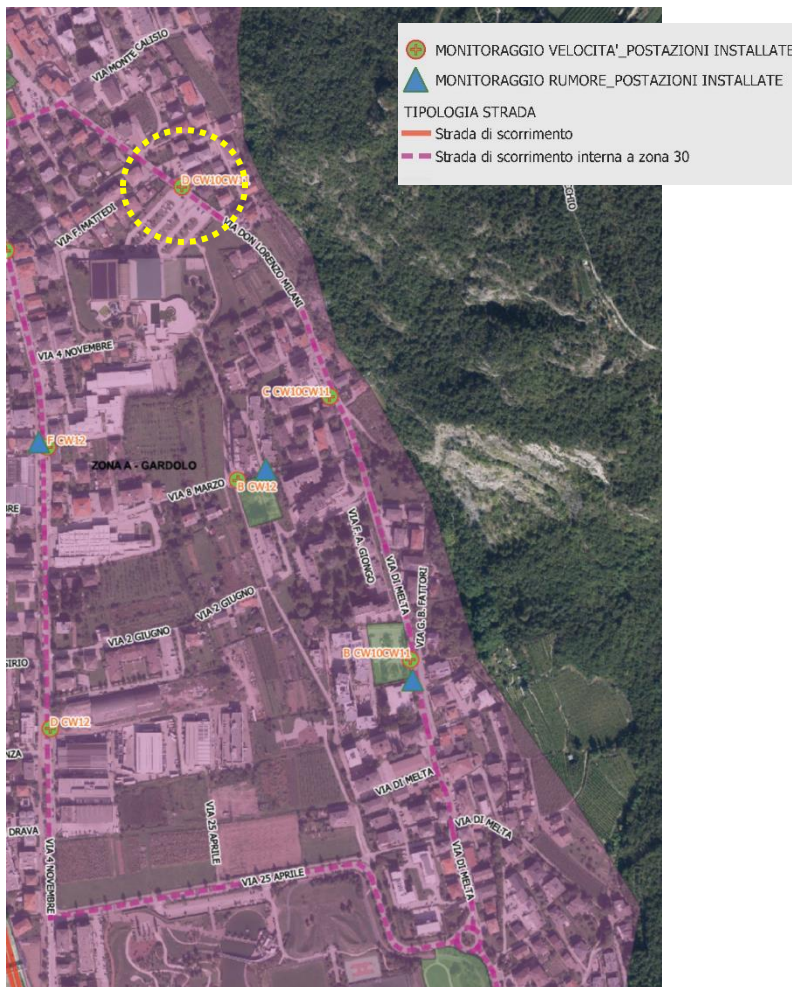 MONITORAGGIO VELOCITA'_POSTAZIONI INSTALLATE
MONITORAGGIO RUMORE_POSTAZIONI INSTALLATE
TIPOLOGIA STRADA
Strada di scorrimento
Strada di scorrimento interna a zona 30
VIA MONTE CALISIO
D CW10CW11
VIA F. MATTEDI
VIA DON LORENZO MILANI
VIA 4 NOVEMBRE
C CW10CW11
F CW12
ZONA A - GARDOLO
VIA 8 MARZO
B CW12
VIA F. A. GIONGO
VIA DI MELTA
VIA G. B. FATTORI
VIA 2 GIUGNO
VIA 2 GIUGNO
B CW10CW11
D CW12
VIA DI MELTA
VIA 25 APRILE
DRAVA
VIA DI MELTA
VIA 4 NOVEMBRE
VIA 25 APRILE
VIA DI MELTA